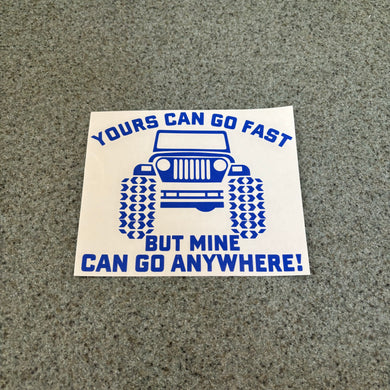 YOURS CAN GO FAST
BUT MINE
CAN GO ANYWHERE!